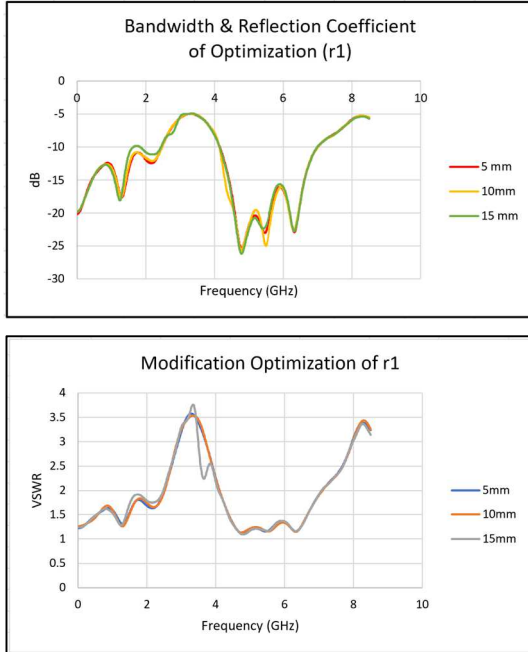 Bandwidth & Reflection Coefficient
of Optimization (r1)
0
-5
-10
-15
-20
-25
-30
dB
0 2 4 6 8 10
Frequency (GHz)
5 mm
10mm
15 mm
Modification Optimization of r1
4
3.5
3
2.5
2
1.5
1
0.5
0
VSWR
0 2 4 6 8 10
Frequency (GHz)
5mm
10mm
15mm